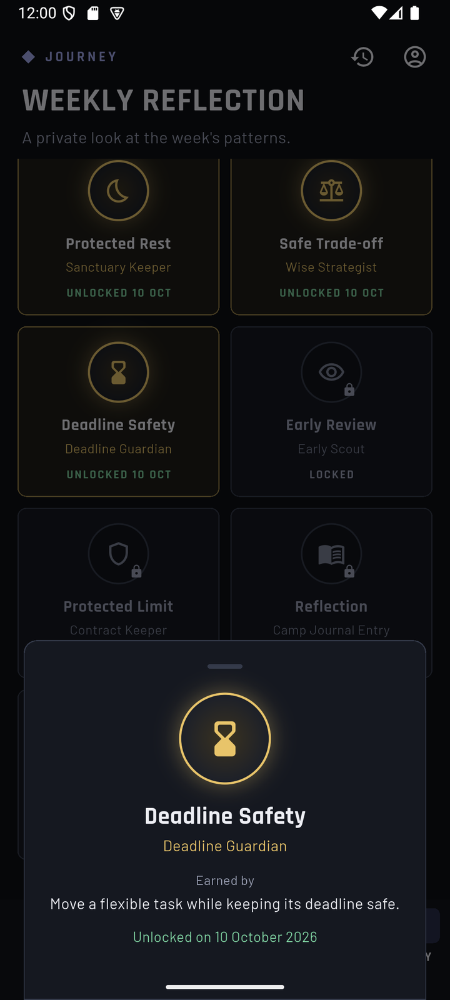 12:00
JOURNEY
WEEKLY REFLECTION
A private look at the week's patterns.
Protected Rest
Sanctuary Keeper
UNLOCKED 10 OCT
Safe Trade-off
Wise Strategist
UNLOCKED 10 OCT
Deadline Safety
Deadline Guardian
UNLOCKED 10 OCT
Early Review
Early Scout
LOCKED
Protected Limit
Contract Keeper
Reflection
Camp Journal Entry
Deadline Safety
Deadline Guardian
Earned by
Move a flexible task while keeping its deadline safe.
Unlocked on 10 October 2026